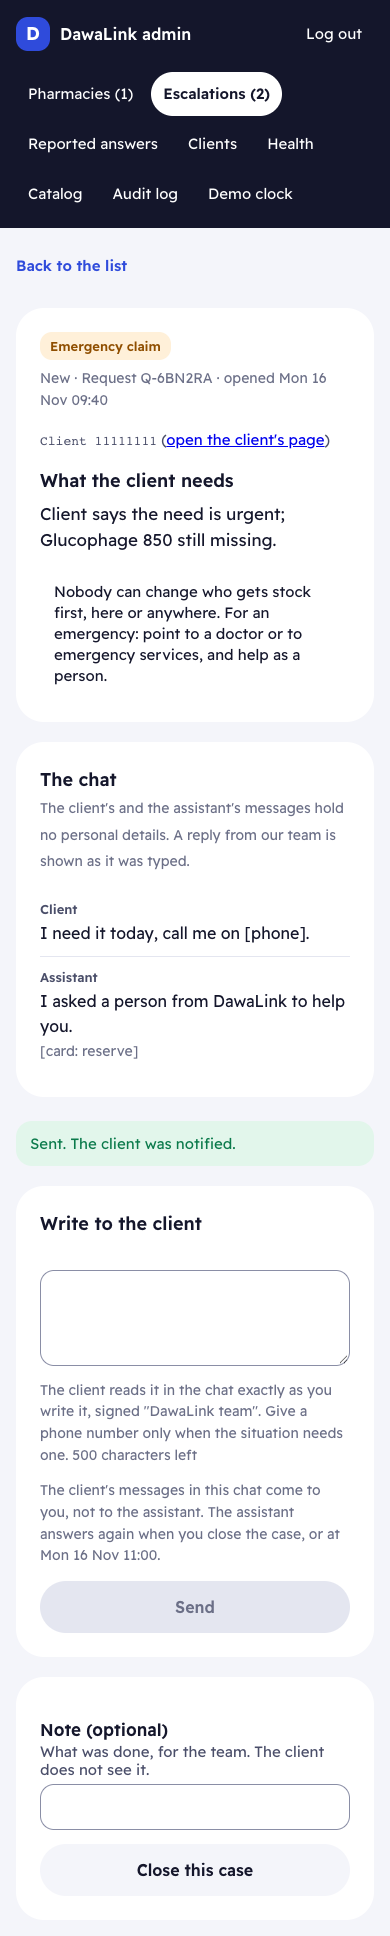 D DawaLink admin Log out
Pharmacies (1) Escalations (2)
Reported answers Clients Health
Catalog Audit log Demo clock
Back to the list
Emergency claim
New · Request Q-6BN2RA · opened Mon 16
Nov 09:40
Client 11111111 (open the client's page)
What the client needs
Client says the need is urgent;
Glucophage 850 still missing.
Nobody can change who gets stock
first, here or anywhere. For an
emergency: point to a doctor or to
emergency services, and help as a
person.
The chat
The client's and the assistant's messages hold
no personal details. A reply from our team is
shown as it was typed.
Client
I need it today, call me on [phone].
Assistant
I asked a person from DawaLink to help
you.
[card: reserve]
Sent. The client was notified.
Write to the client
The client reads it in the chat exactly as you
write it, signed "DawaLink team". Give a
phone number only when the situation needs
one. 500 characters left
The client's messages in this chat come to
you, not to the assistant. The assistant
answers again when you close the case, or at
Mon 16 Nov 11:00.
Send
Note (optional)
What was done, for the team. The client
does not see it.
Close this case